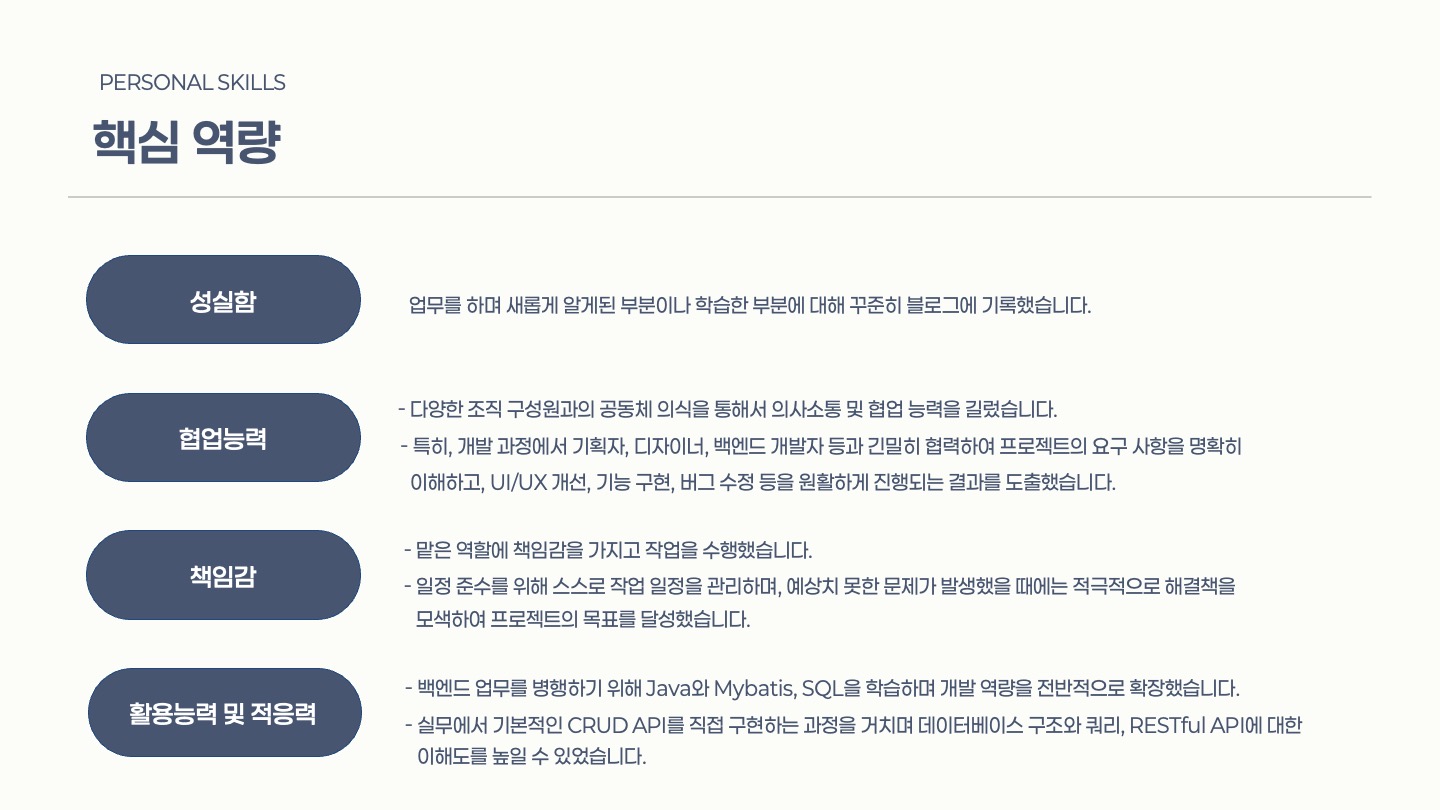 PERSONAL SKILLS
핵심 역량
성실함
업무를 하며 새롭게 알게된 부분이나 학습한 부분에 대해 꾸준히 블로그에 기록했습니다.
협업능력
- 다양한 조직 구성원과의 공동체 의식을 통해서 의사소통 및 협업 능력을 길렀습니다.
- 특히, 개발 과정에서 기획자, 디자이너, 백엔드 개발자 등과 긴밀히 협력하여 프로젝트의 요구 사항을 명확히
이해하고, UI/UX 개선, 기능 구현, 버그 수정 등을 원활하게 진행되는 결과를 도출했습니다.
책임감
- 맡은 역할에 책임감을 가지고 작업을 수행했습니다.
- 일정 준수를 위해 스스로 작업 일정을 관리하며, 예상치 못한 문제가 발생했을 때에는 적극적으로 해결책을
모색하여 프로젝트의 목표를 달성했습니다.
활용능력 및 적응력
- 백엔드 업무를 병행하기 위해 Java와 Mybatis, SQL을 학습하며 개발 역량을 전반적으로 확장했습니다.
- 실무에서 기본적인 CRUD API를 직접 구현하는 과정을 거치며 데이터베이스 구조와 쿼리, RESTful API에 대한
이해도를 높일 수 있었습니다.